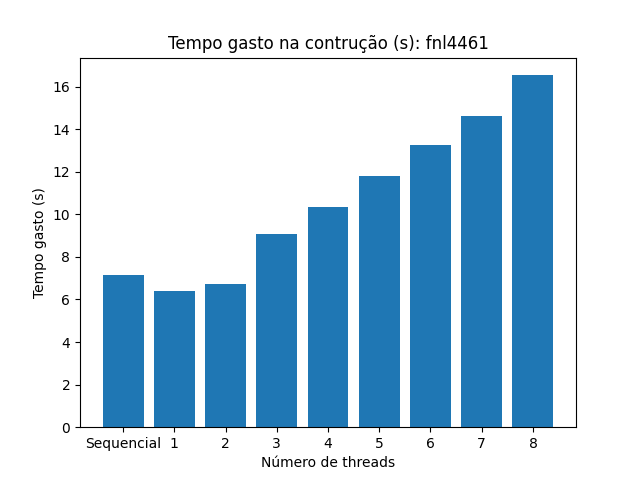 Tempo gasto na contrução (s): fnl4461
Tempo gasto (s)
16
14
12
10
8
6
4
2
0
Sequencial 1 2 3 4 5 6 7 8
Número de threads